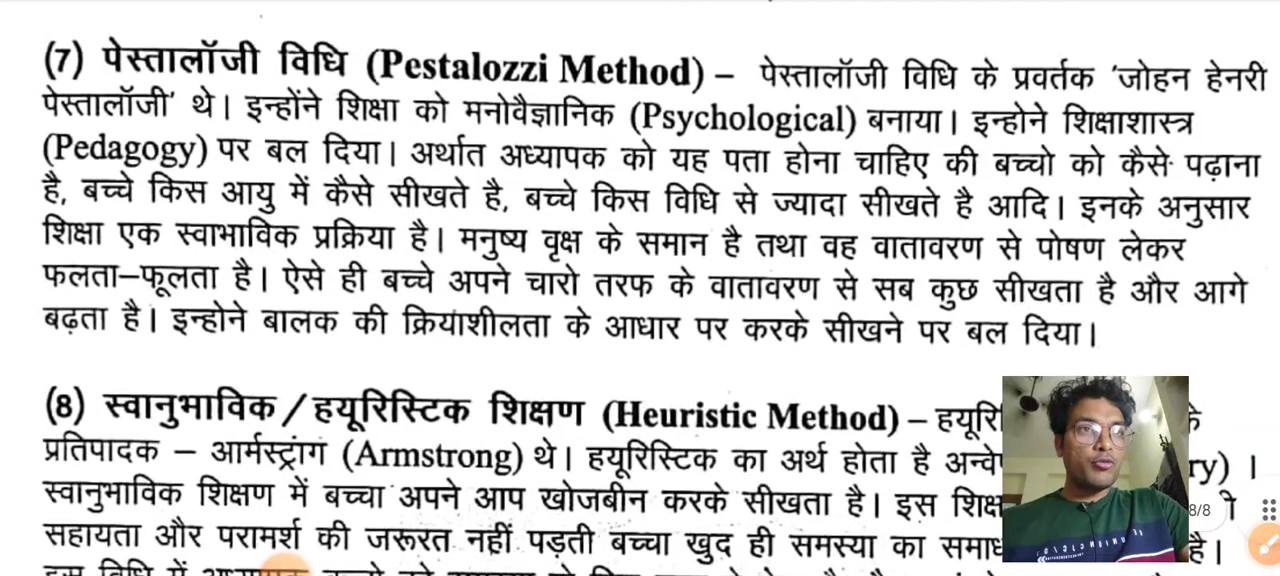 (7) पेस्तालॉजी विधि (Pestalozzi Method) – पेस्तालॉजी विधि के प्रवर्तक 'जोहन हेनरी
पेस्तालॉजी' थे। इन्होंने शिक्षा को मनोवैज्ञानिक (Psychological) बनाया। इन्होने शिक्षाशास्त्र
(Pedagogy) पर बल दिया। अर्थात अध्यापक को यह पता होना चाहिए की बच्चो को कैसे पढ़ाना
है, बच्चे किस आयु में कैसे सीखते है, बच्चे किस विधि से ज्यादा सीखते है आदि। इनके अनुसार
शिक्षा एक स्वाभाविक प्रक्रिया है। मनुष्य वृक्ष के समान है तथा वह वातावरण से पोषण लेकर
फलता–फूलता है। ऐसे ही बच्चे अपने चारो तरफ के वातावरण से सब कुछ सीखता है और आगे
बढ़ता है। इन्होने बालक की क्रियाशीलता के आधार पर करके सीखने पर बल दिया।
(8) स्वानुभाविक / हयूरिस्टिक शिक्षण (Heuristic Method) – के
प्रतिपादक – आर्मस्ट्रांग (Armstrong) थे। हयूरिस्टिक का अर्थ होता है
स्वानुभाविक शिक्षण में बच्चा अपने आप खोजबीन करके सीखता है। इस
8/8
सहायता और परामर्श की जरूरत नहीं पड़ती बच्चा खुद ही समस्या का है।